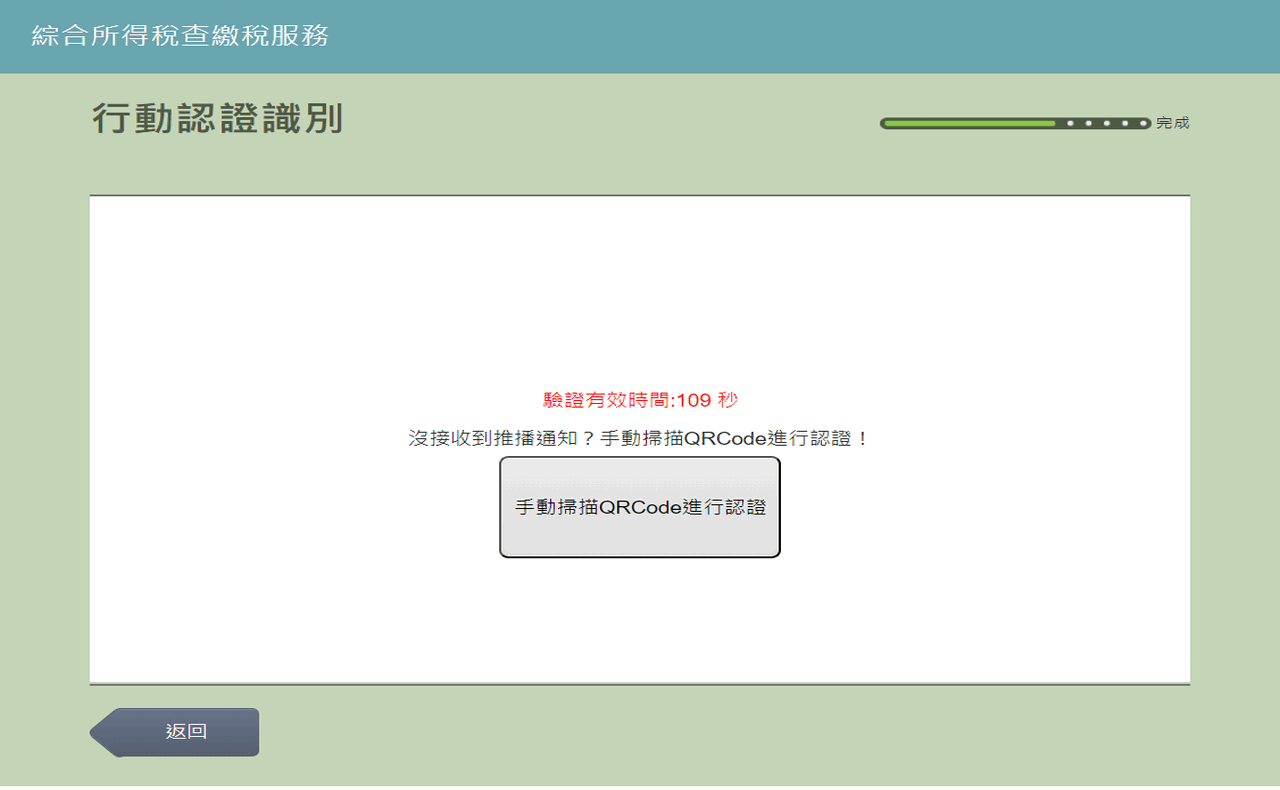 綜合所得稅查繳稅服務
行動認證識別
完成
驗證有效時間:109 秒
沒接收到推播通知？手動掃描QRCode進行認證！
手動掃描QRCode進行認證
返回